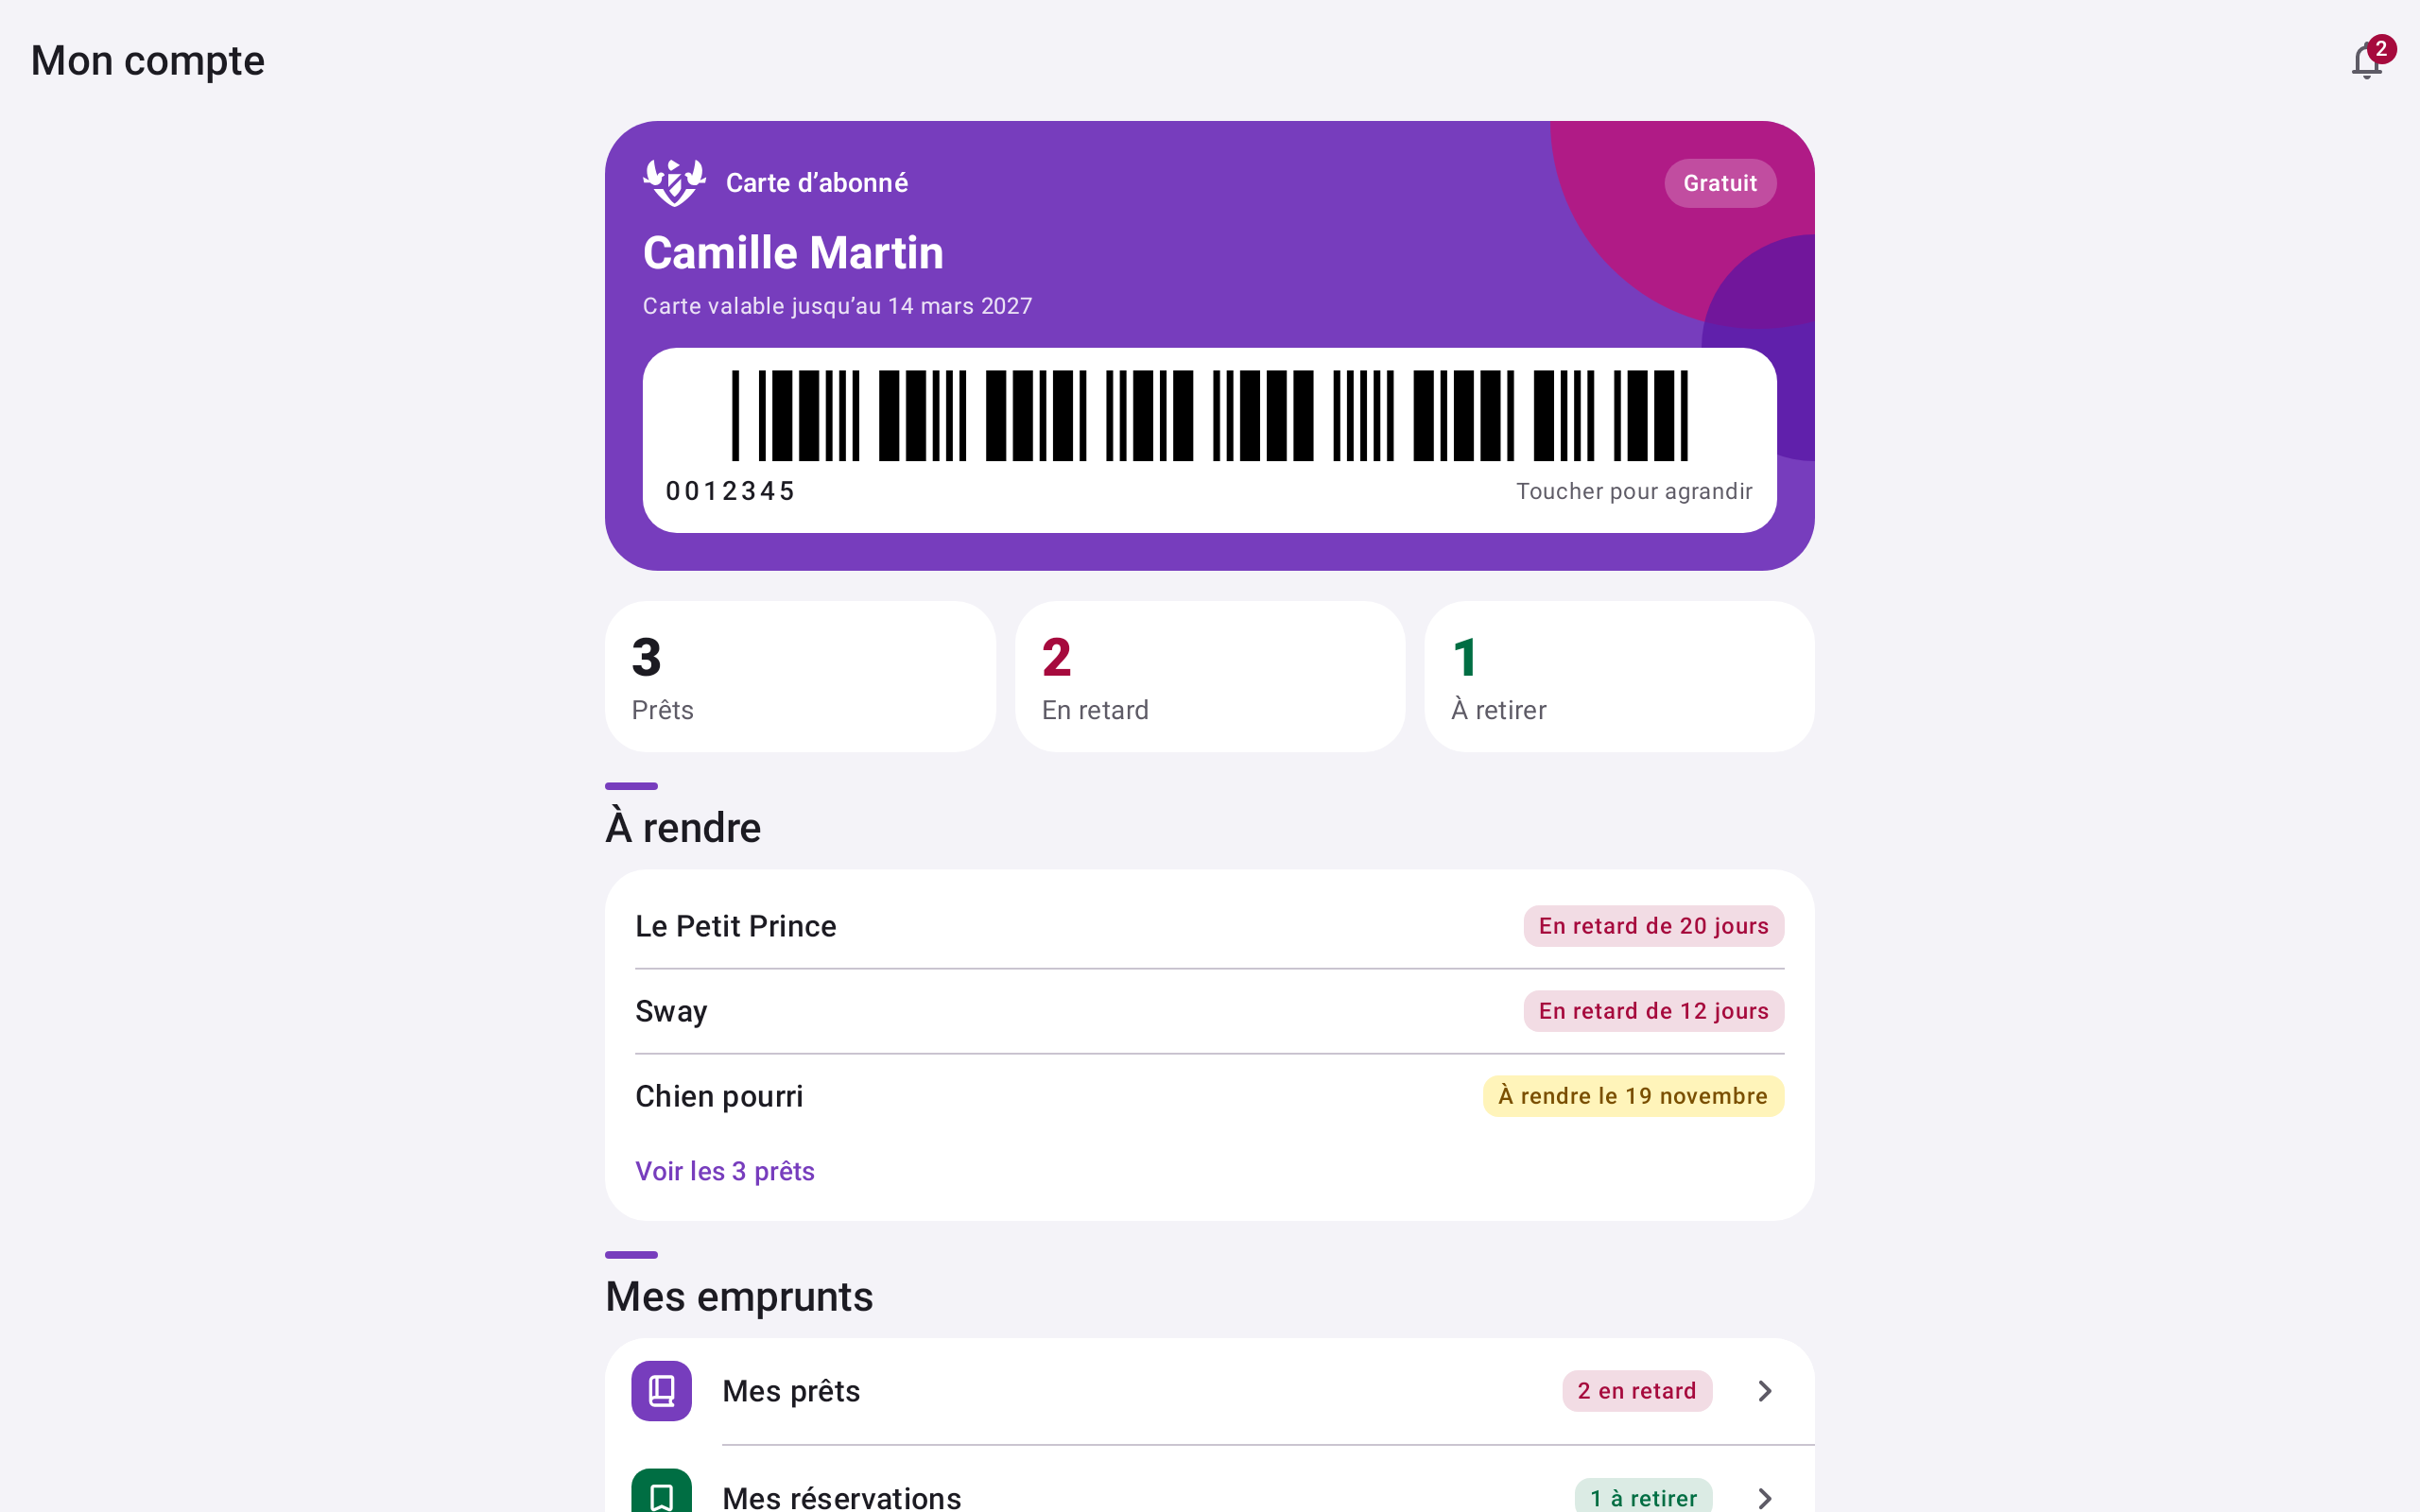 Mon compte
2
Carte d’abonné
Gratuit
Camille Martin
Carte valable jusqu’au 14 mars 2027
0012345
Toucher pour agrandir
3
Prêts
2
En retard
1
À retirer
À rendre
Le Petit Prince
En retard de 20 jours
Sway
En retard de 12 jours
Chien pourri
À rendre le 19 novembre
Voir les 3 prêts
Mes emprunts
Mes prêts
2 en retard
Mes réservations
1 à retirer